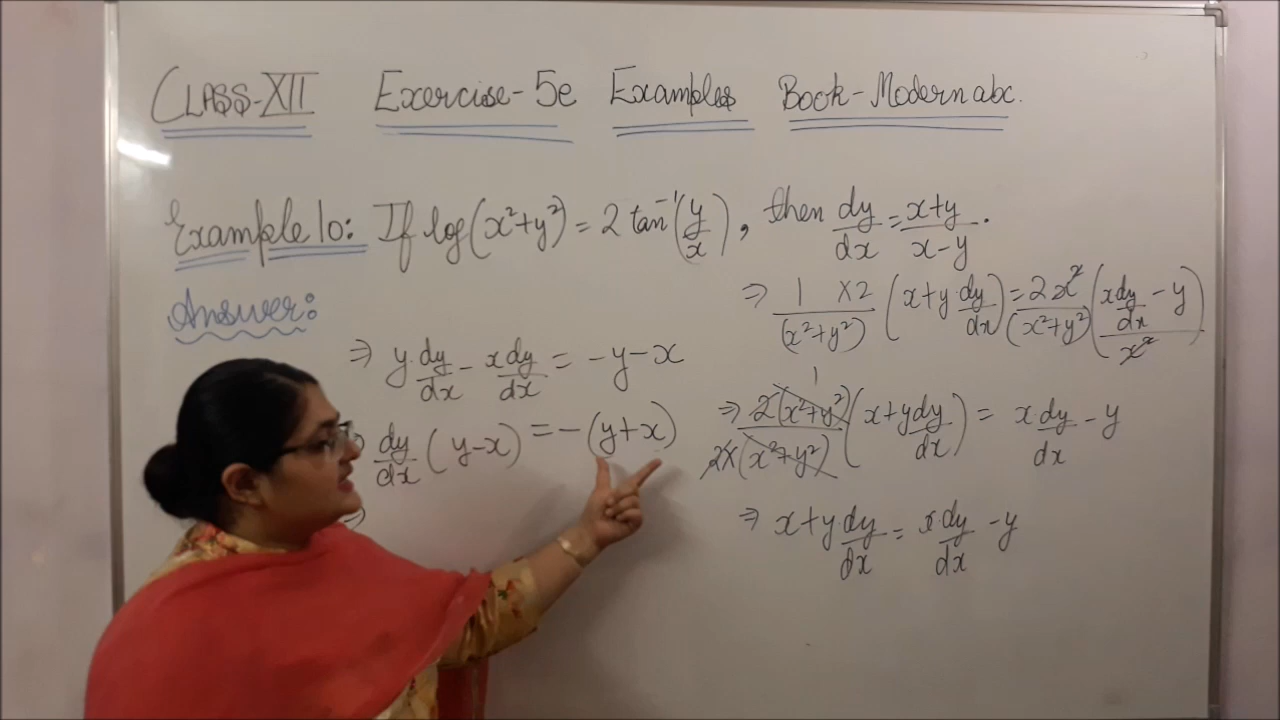 CLASS-XII Exercise-5e Examples Book-Modern abc.
Example 10: If log(x²+y²) = 2 tan⁻¹(y/x), then dy/dx = x+y/x-y.
Answer:
⇒ 1 × 2/(x²+y²) (x+y·dy/dx) = 2x²/(x²+y²) (x dy/dx - y/x²)
⇒ 2(x²+y²)/2×(x²+y²) (x+y dy/dx) = x dy/dx - y
1
⇒ x+y·dy/dx = x·dy/dx - y
⇒ y·dy/dx - x dy/dx = -y-x
⇒ dy/dx (y-x) = -(y+x)
⇒